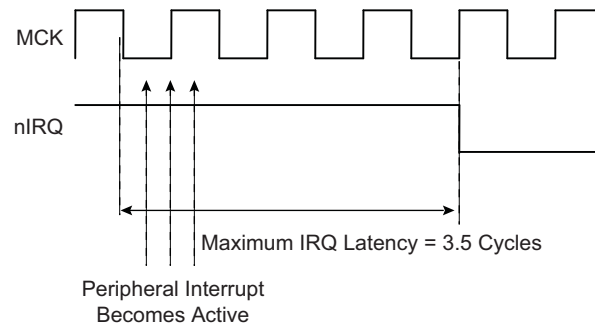 MCK
nIRQ
Maximum IRQ Latency = 3.5 Cycles
Peripheral Interrupt
Becomes Active